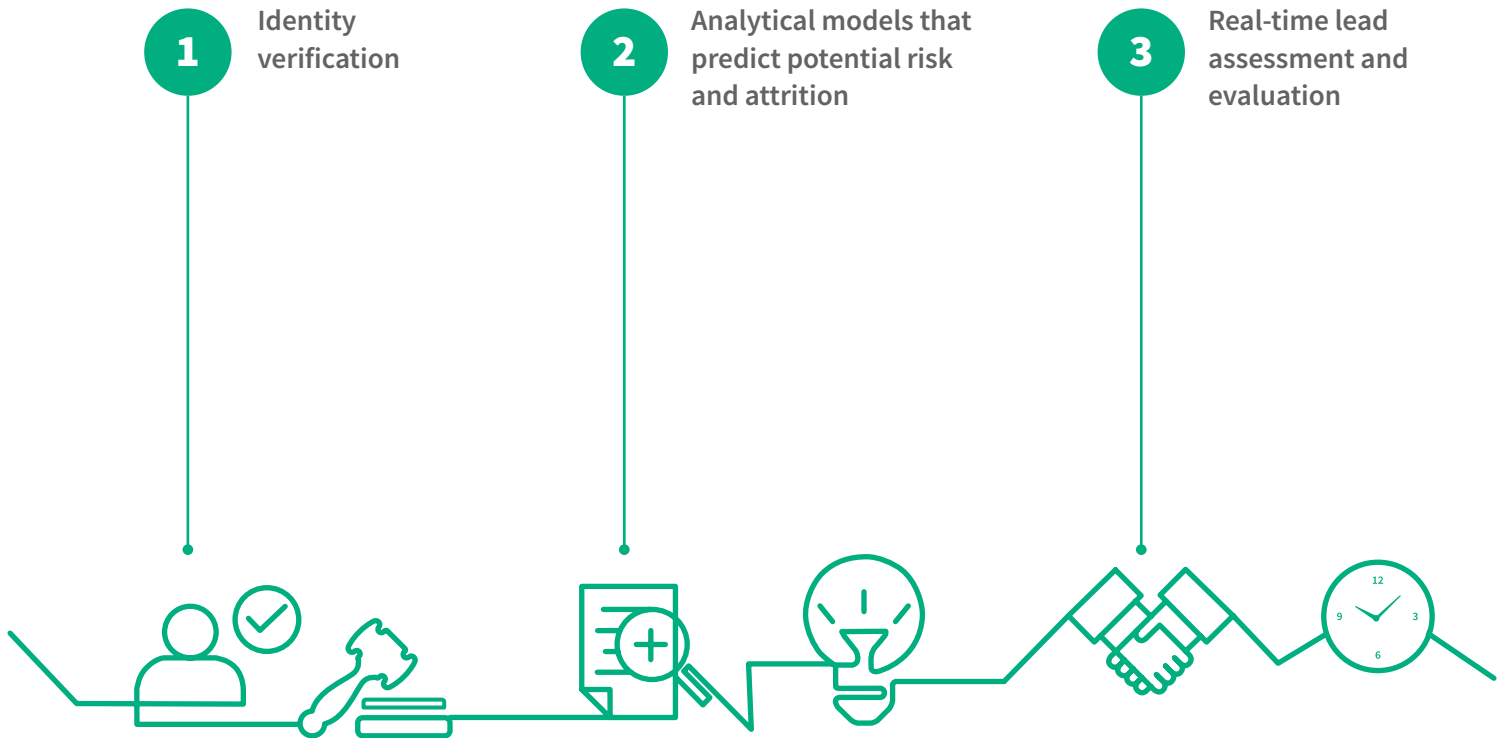 1
Identity
verification
2
Analytical models that
predict potential risk
and attrition
3
Real-time lead
assessment and
evaluation
12
9
3
6